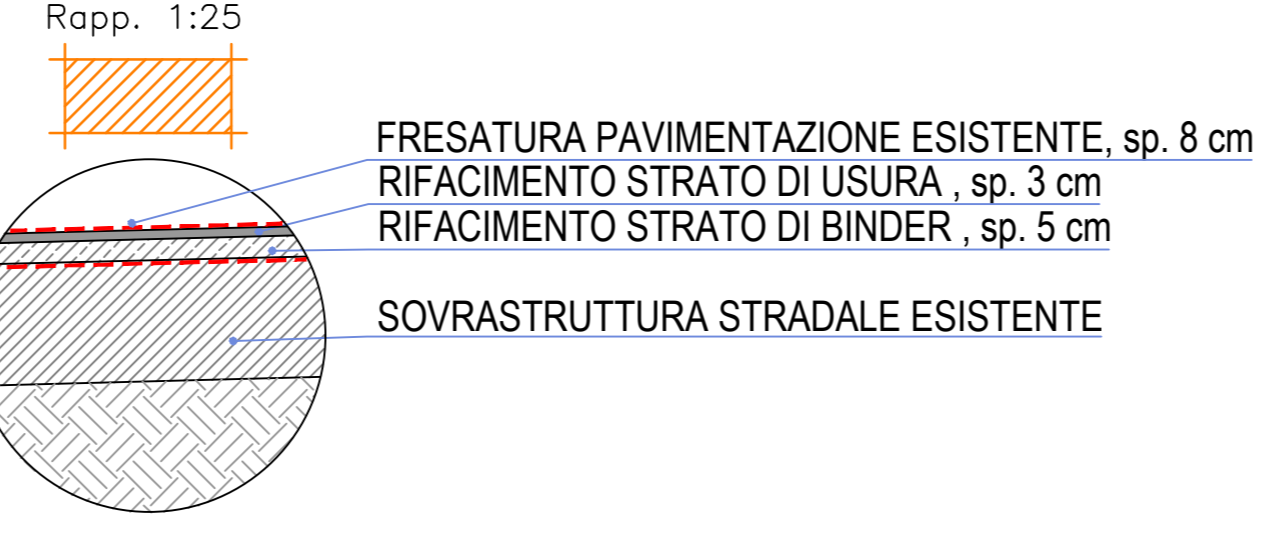 Rapp. 1:25
FRESATURA PAVIMENTAZIONE ESISTENTE, sp. 8 cm
RIFACIMENTO STRATO DI USURA , sp. 3 cm
RIFACIMENTO STRATO DI BINDER , sp. 5 cm
SOVRASTRUTTURA STRADALE ESISTENTE